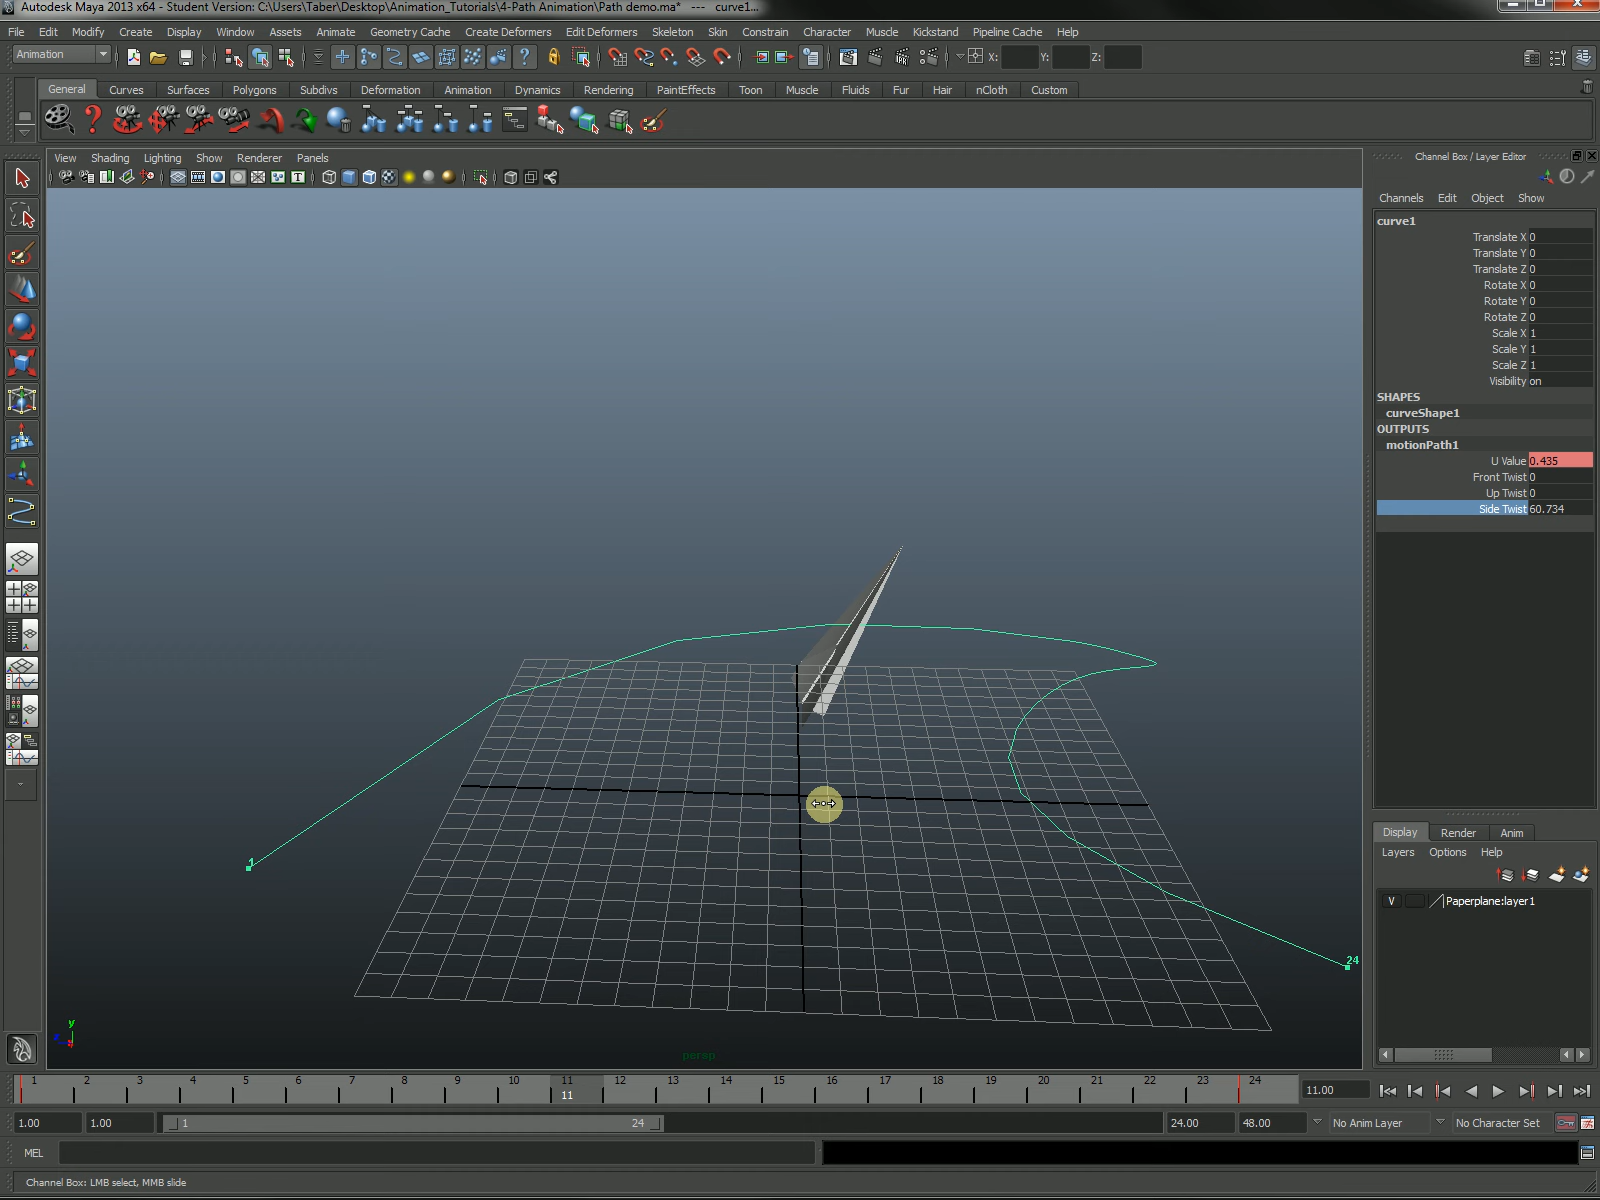 Autodesk Maya 2013 x64 - Student Version: C:\Users\Taber\Desktop\Animation_Tutorials\4-Path Animation\Path demo.ma* --- curve1...
File Edit Modify Create Display Window Assets Animate Geometry Cache Create Deformers Edit Deformers Skeleton Skin Constrain Character Muscle Kickstand Pipeline Cache Help
Animation X: Y: Z:
General Curves Surfaces Polygons Subdivs Deformation Animation Dynamics Rendering PaintEffects Toon Muscle Fluids Fur Hair nCloth Custom
View Shading Lighting Show Renderer Panels
Channel Box / Layer Editor
Channels Edit Object Show
curve1
Translate X 0
Translate Y 0
Translate Z 0
Rotate X 0
Rotate Y 0
Rotate Z 0
Scale X 1
Scale Y 1
Scale Z 1
Visibility on
SHAPES
curveShape1
OUTPUTS
motionPath1
U Value 0.435
Front Twist 0
Up Twist 0
Side Twist 60.734
1
24
y
persp
Display Render Anim
Layers Options Help
V Paperplane:layer1
1 2 3 4 5 6 7 8 9 10 11 12 13 14 15 16 17 18 19 20 21 22 23 24
11
11.00
1.00 1.00 1 24 24.00 48.00 No Anim Layer No Character Set
MEL
Channel Box: LMB select, MMB slide